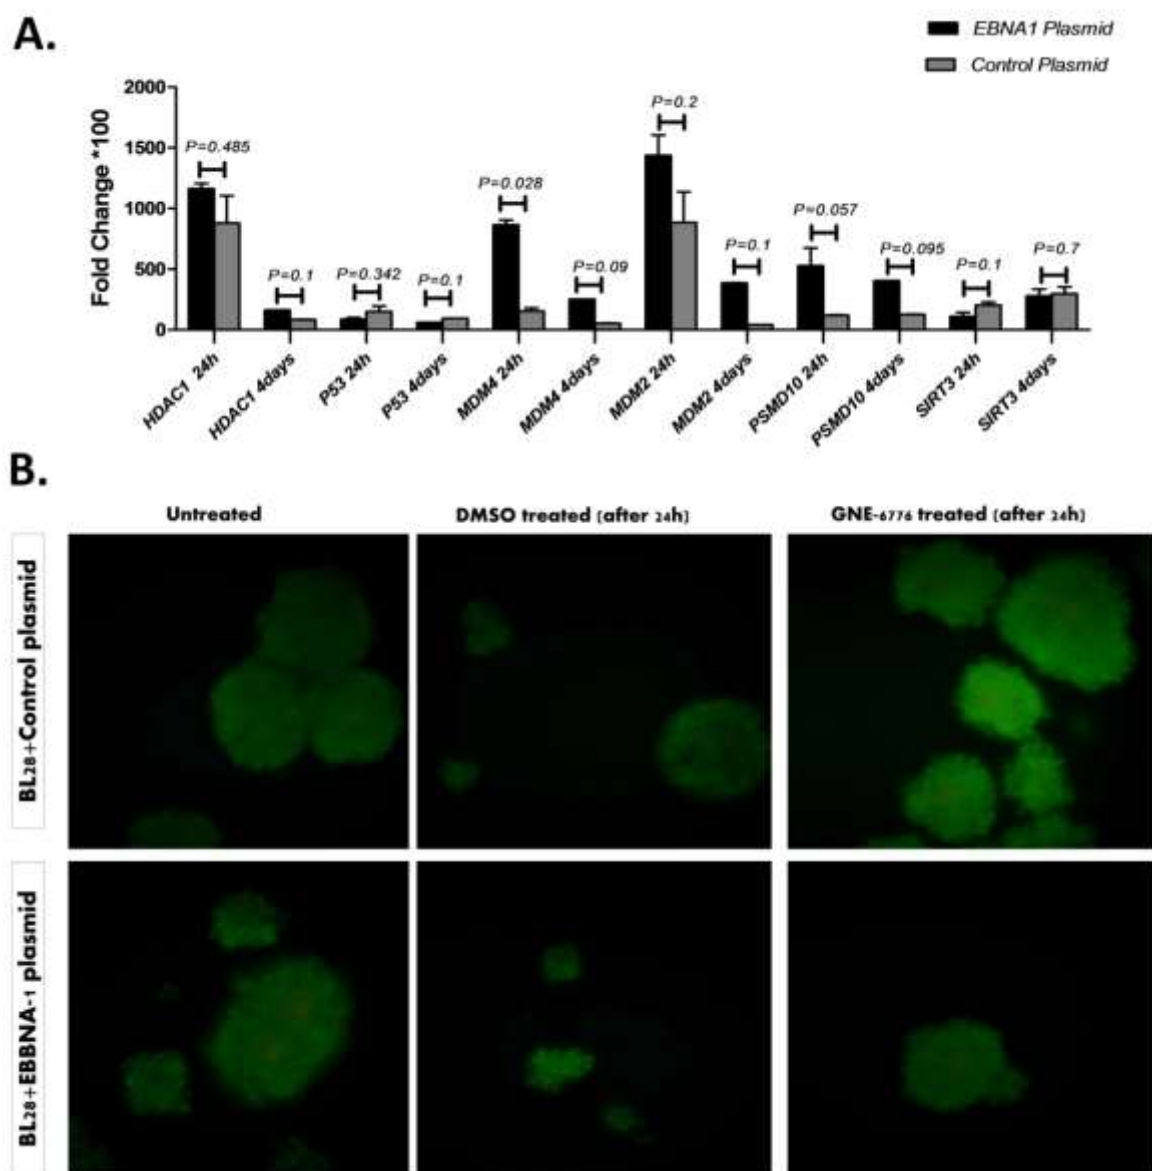 A.
EBNA1 Plasmid
Control Plasmid
Fold Change *100
2000
1500
1000
500
0
P=0.485
P=0.1
P=0.342
P=0.1
P=0.028
P=0.09
P=0.2
P=0.1
P=0.057
P=0.095
P=0.1
P=0.7
HDAC1 24h
HDAC1 4days
P53 24h
P53 4days
MDM4 24h
MDM4 4days
MDM2 24h
MDM2 4days
PSMD10 24h
PSMD10 4days
SIRT3 24h
SIRT3 4days
B.
Untreated
DMSO treated (after 24h)
GNE-6776 treated (after 24h)
BL28+Control plasmid
BL28+EBBNA-1 plasmid